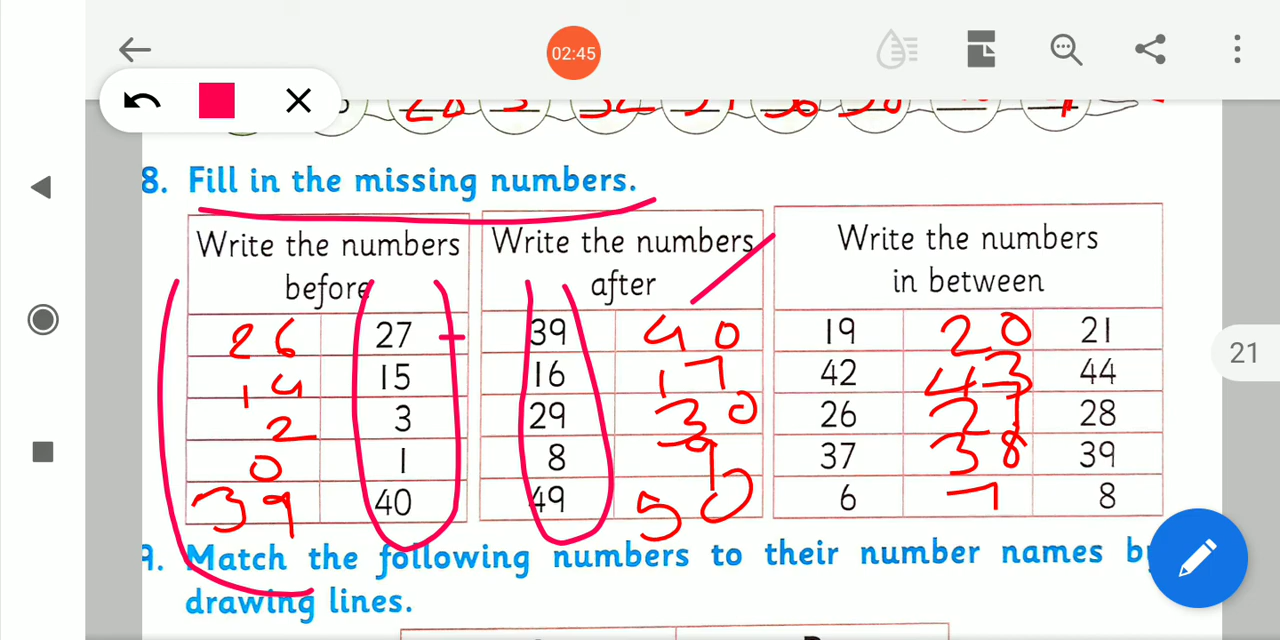 02:45
28 32 36
8. Fill in the missing numbers.
Write the numbers before
26 27
14 15
2 3
0 1
39 40
Write the numbers after
39 40
16 17
29 30
8 9
49 50
Write the numbers in between
19 20 21
42 43 44
26 27 28
37 38 39
6 7 8
21
9. Match the following numbers to their number names by
drawing lines.